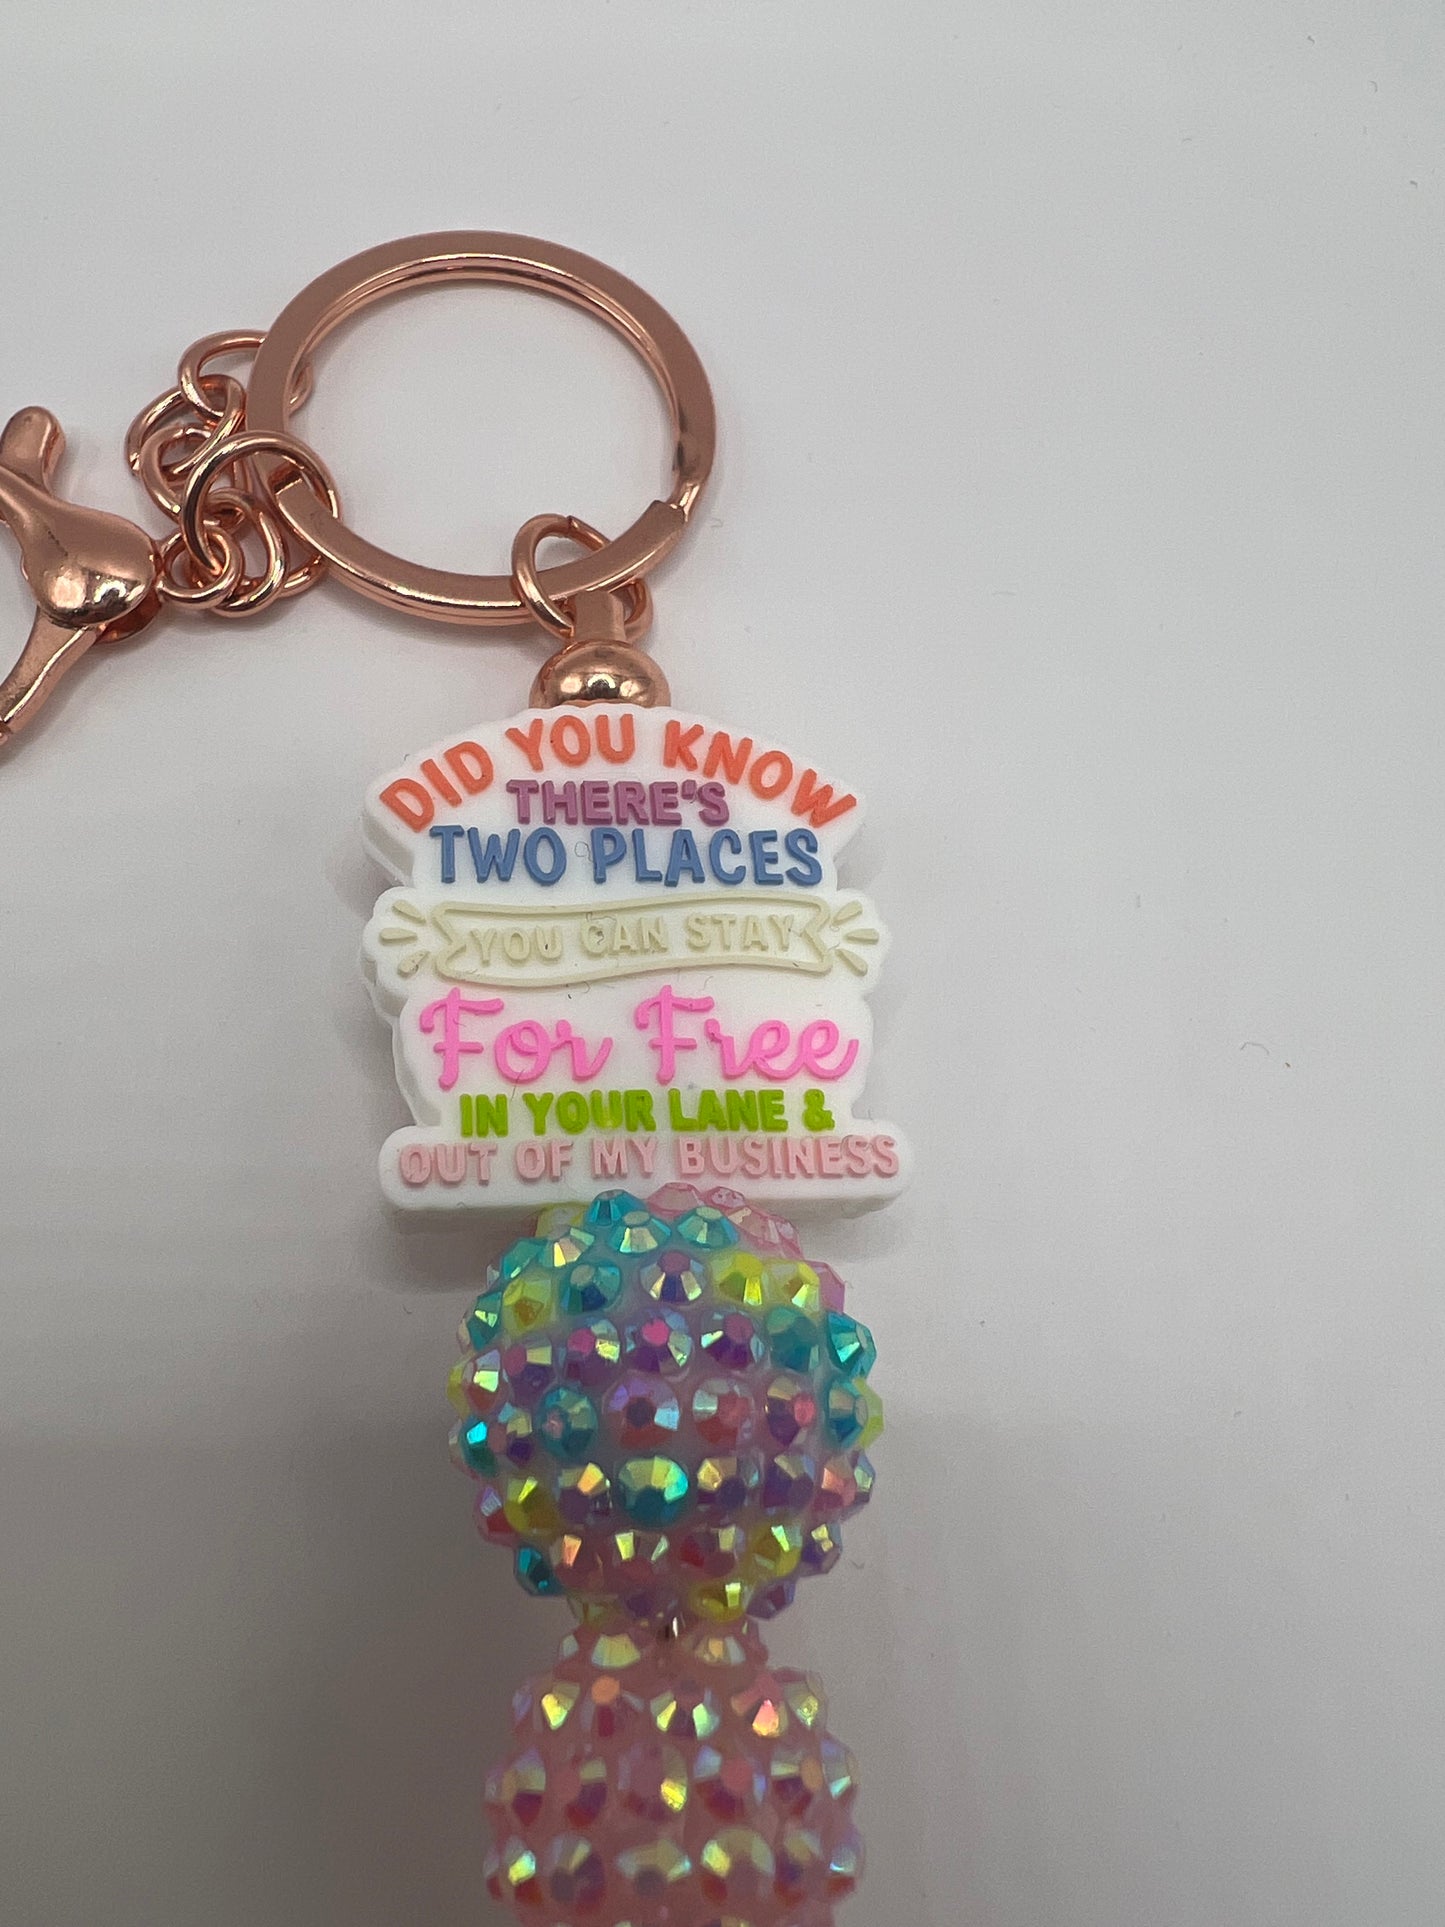 DID YOU KNOW
THERE'S
TWO PLACES
YOU CAN STAY
For Free
IN YOUR LANE &
OUT OF MY BUSINESS